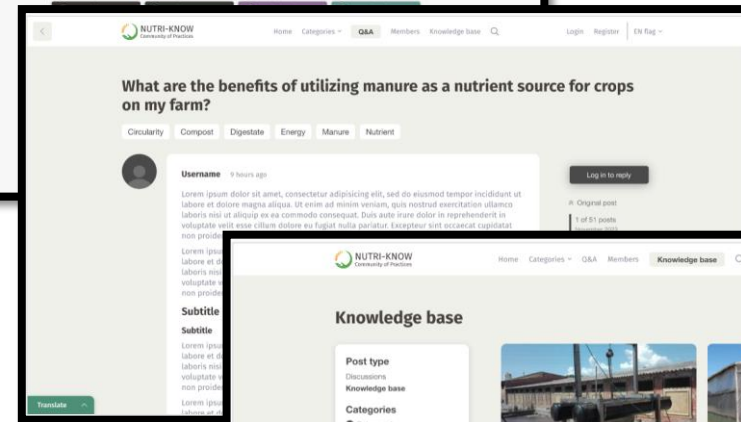 NUTRI-KNOW
Community of Practices
Home Categories Q&A Members Knowledge base
Login Register EN flag
What are the benefits of utilizing manure as a nutrient source for crops
on my farm?
Circularity Compost Digestate Energy Manure Nutrient
Username 9 hours ago
Log in to reply
Lorem ipsum dolor sit amet, consectetur adipisicing elit, sed do eiusmod tempor incididunt ut
labore et dolore magna aliqua. Ut enim ad minim veniam, quis nostrud exercitation ullamco
laboris nisi ut aliquip ex ea commodo consequat. Duis aute irure dolor in reprehenderit in
voluptate velit esse cillum dolore eu fugiat nulla pariatur. Excepteur sint occaecat cupidatat
non proident
Original post
1 of 51 posts
Lorem ipsu
labore et d
laboris nisi
voluptate v
non proiden
Subtitle
Subtitle
Lorem ipsu
labore et d
laboris nisi
voluptate v
non proiden
Lorem ipsu
Translate
NUTRI-KNOW
Community of Practices
Home Categories Q&A Members Knowledge base
Knowledge base
Post type
Discussions
Knowledge base
Categories